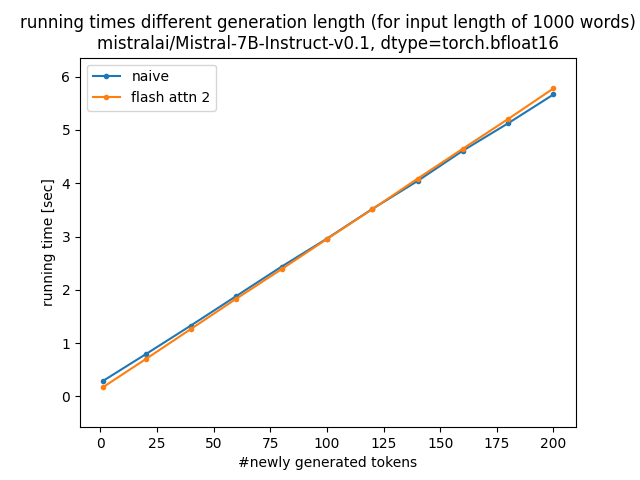 running times different generation length (for input length of 1000 words)
mistralai/Mistral-7B-Instruct-v0.1, dtype=torch.bfloat16
naive
flash attn 2
running time [sec]
6
5
4
3
2
1
0
0 25 50 75 100 125 150 175 200
#newly generated tokens